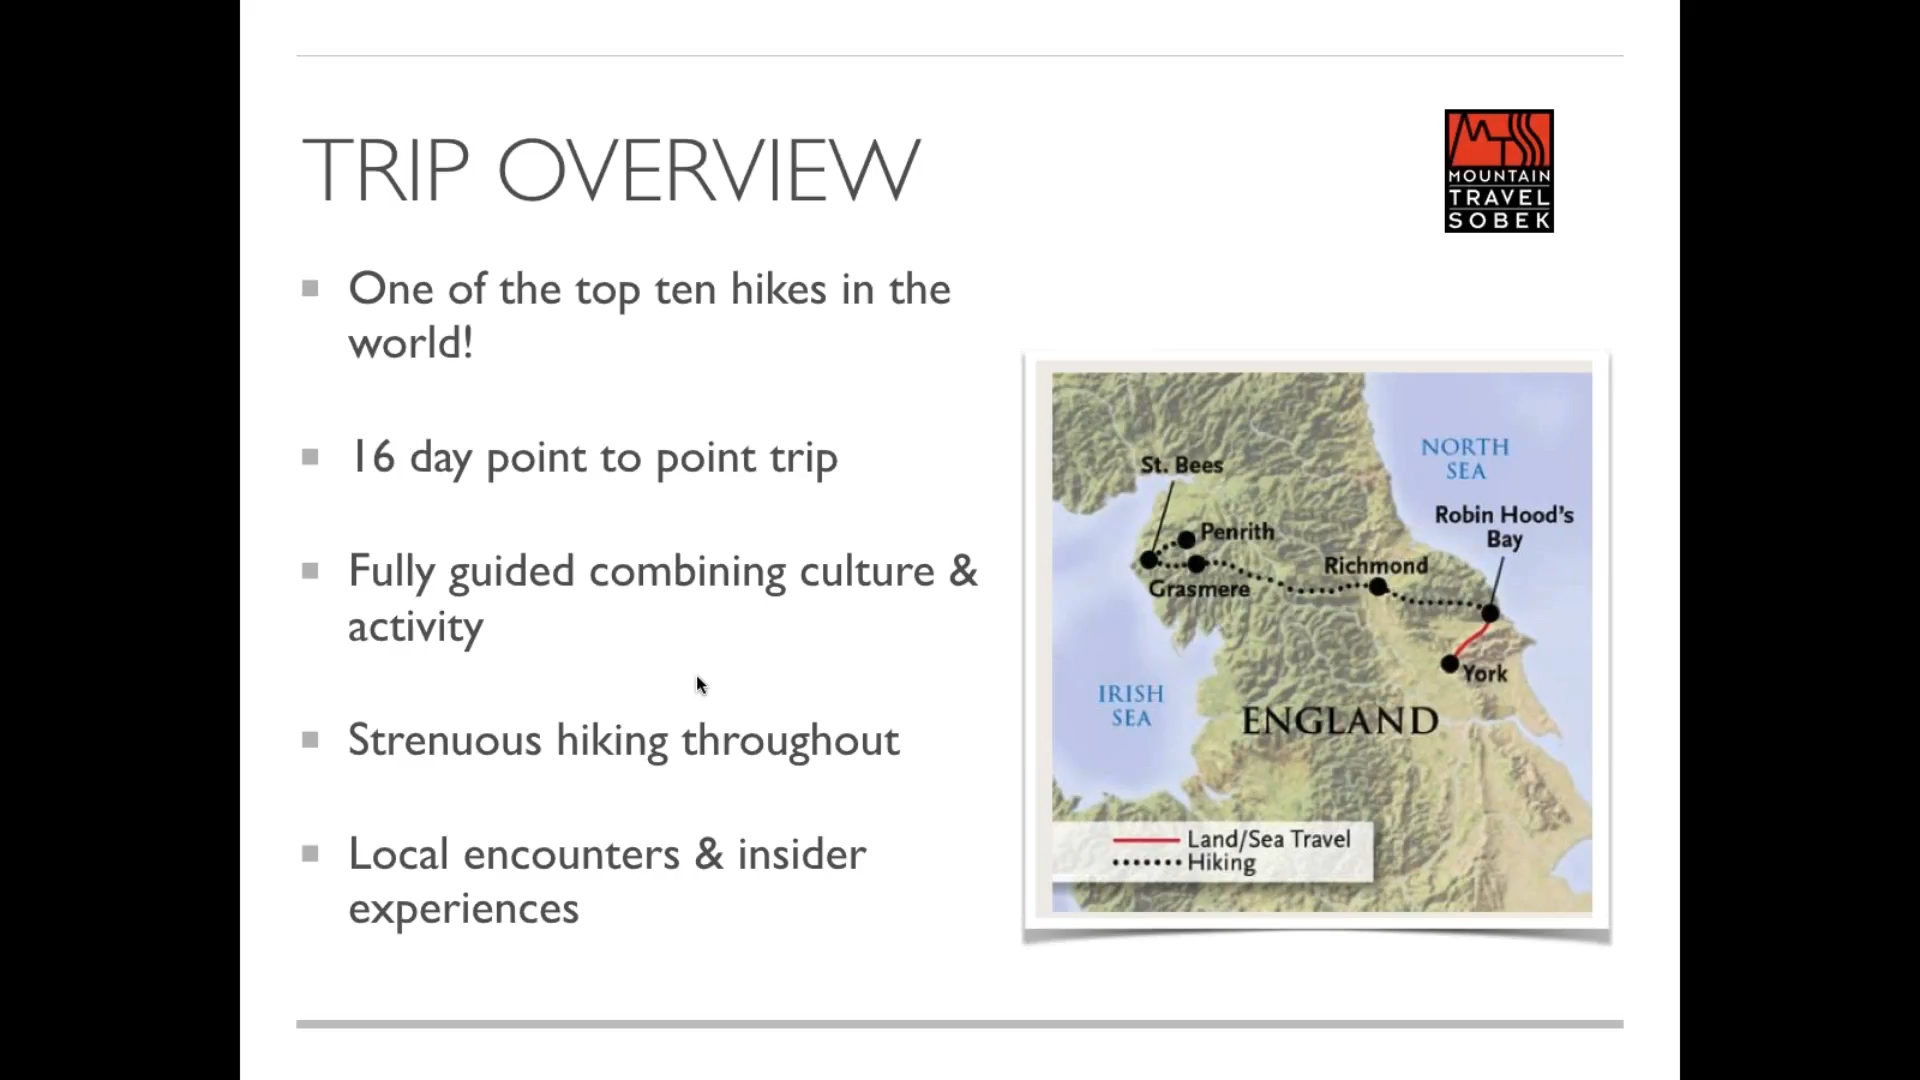 TRIP OVERVIEW
MOUNTAIN
TRAVEL
SOBEK
One of the top ten hikes in the
world!
16 day point to point trip
Fully guided combining culture &
activity
Strenuous hiking throughout
Local encounters & insider
experiences
NORTH
SEA
St. Bees
Robin Hood's
Bay
Penrith
Richmond
Grasmere
York
IRISH
SEA
ENGLAND
Land/Sea Travel
Hiking